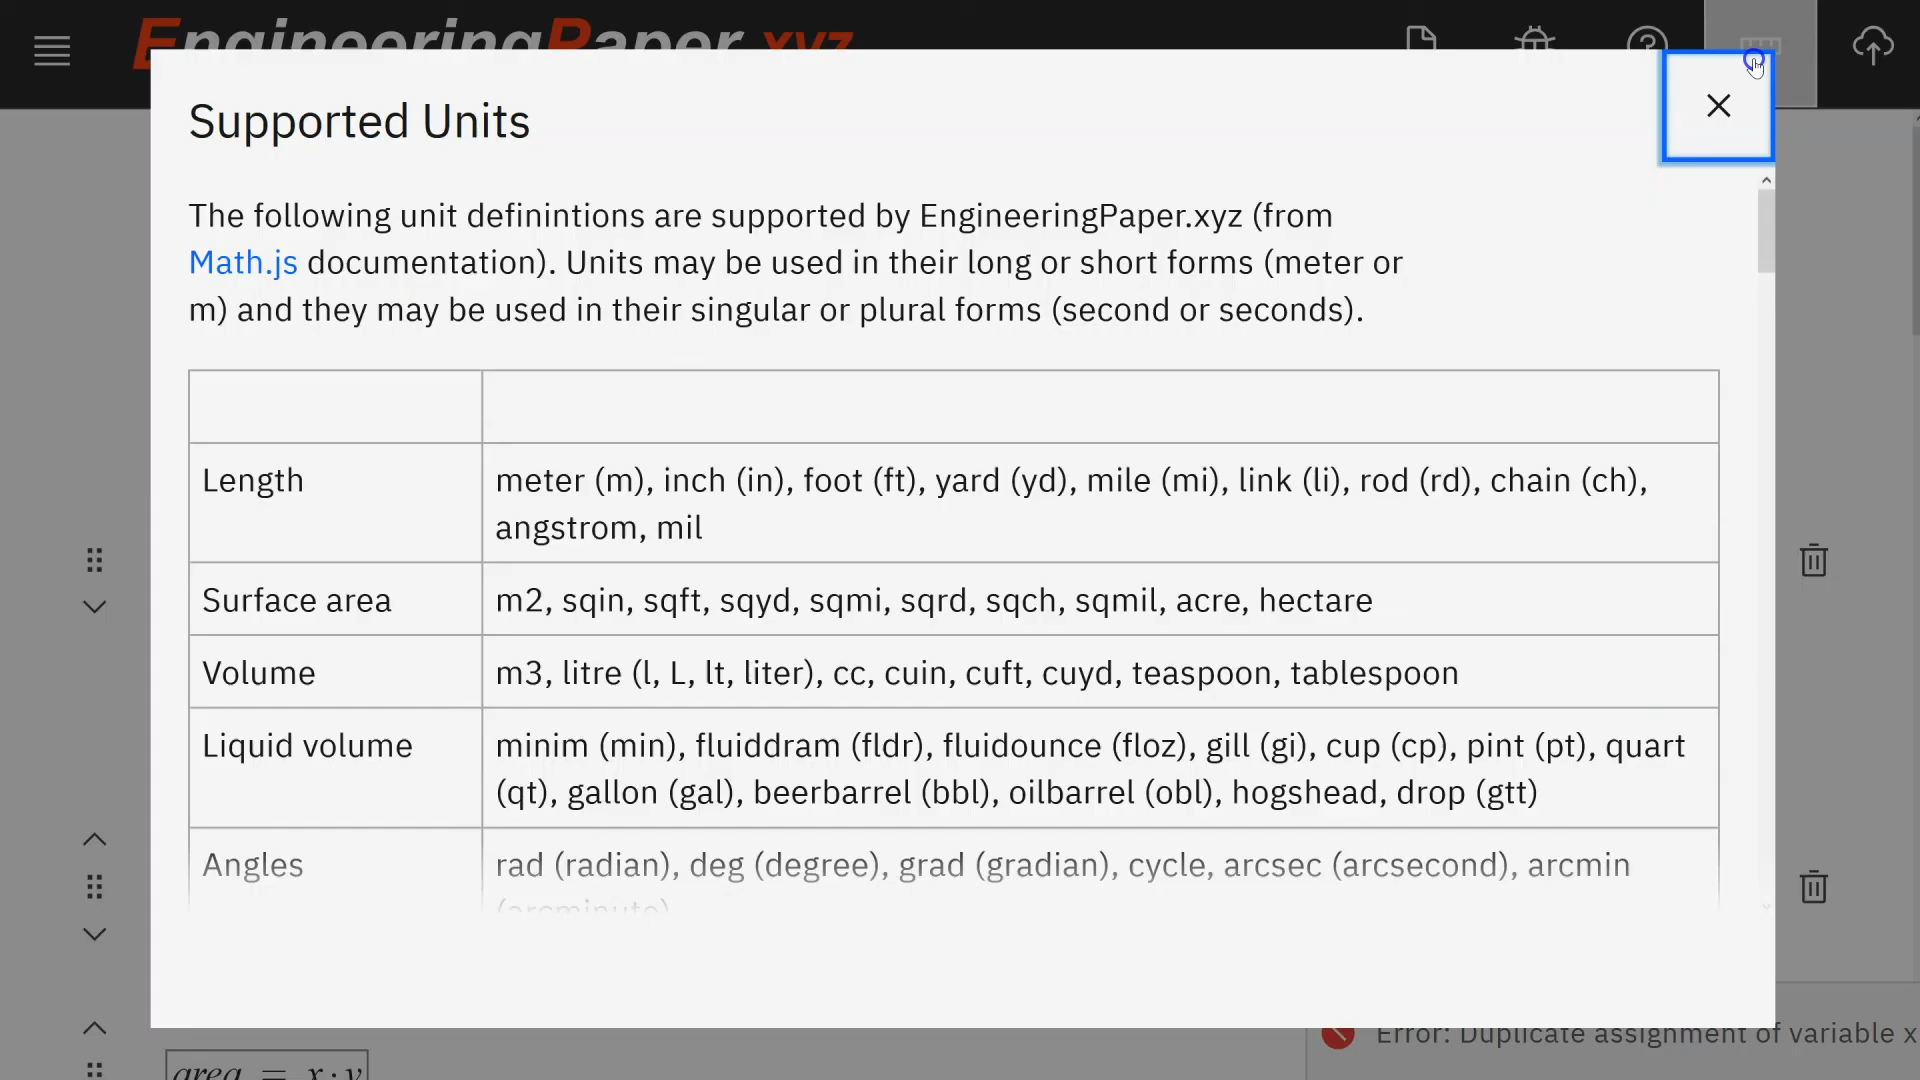 EngineeringPaper.xyz
Supported Units
The following unit definintions are supported by EngineeringPaper.xyz (from
Math.js documentation). Units may be used in their long or short forms (meter or
m) and they may be used in their singular or plural forms (second or seconds).
Length
meter (m), inch (in), foot (ft), yard (yd), mile (mi), link (li), rod (rd), chain (ch),
angstrom, mil
Surface area
m2, sqin, sqft, sqyd, sqmi, sqrd, sqch, sqmil, acre, hectare
Volume
m3, litre (l, L, lt, liter), cc, cuin, cuft, cuyd, teaspoon, tablespoon
Liquid volume
minim (min), fluiddram (fldr), fluidounce (floz), gill (gi), cup (cp), pint (pt), quart
(qt), gallon (gal), beerbarrel (bbl), oilbarrel (obl), hogshead, drop (gtt)
Angles
rad (radian), deg (degree), grad (gradian), cycle, arcsec (arcsecond), arcmin
(arcminute)
Error: Duplicate assignment of variable x
area = x · y